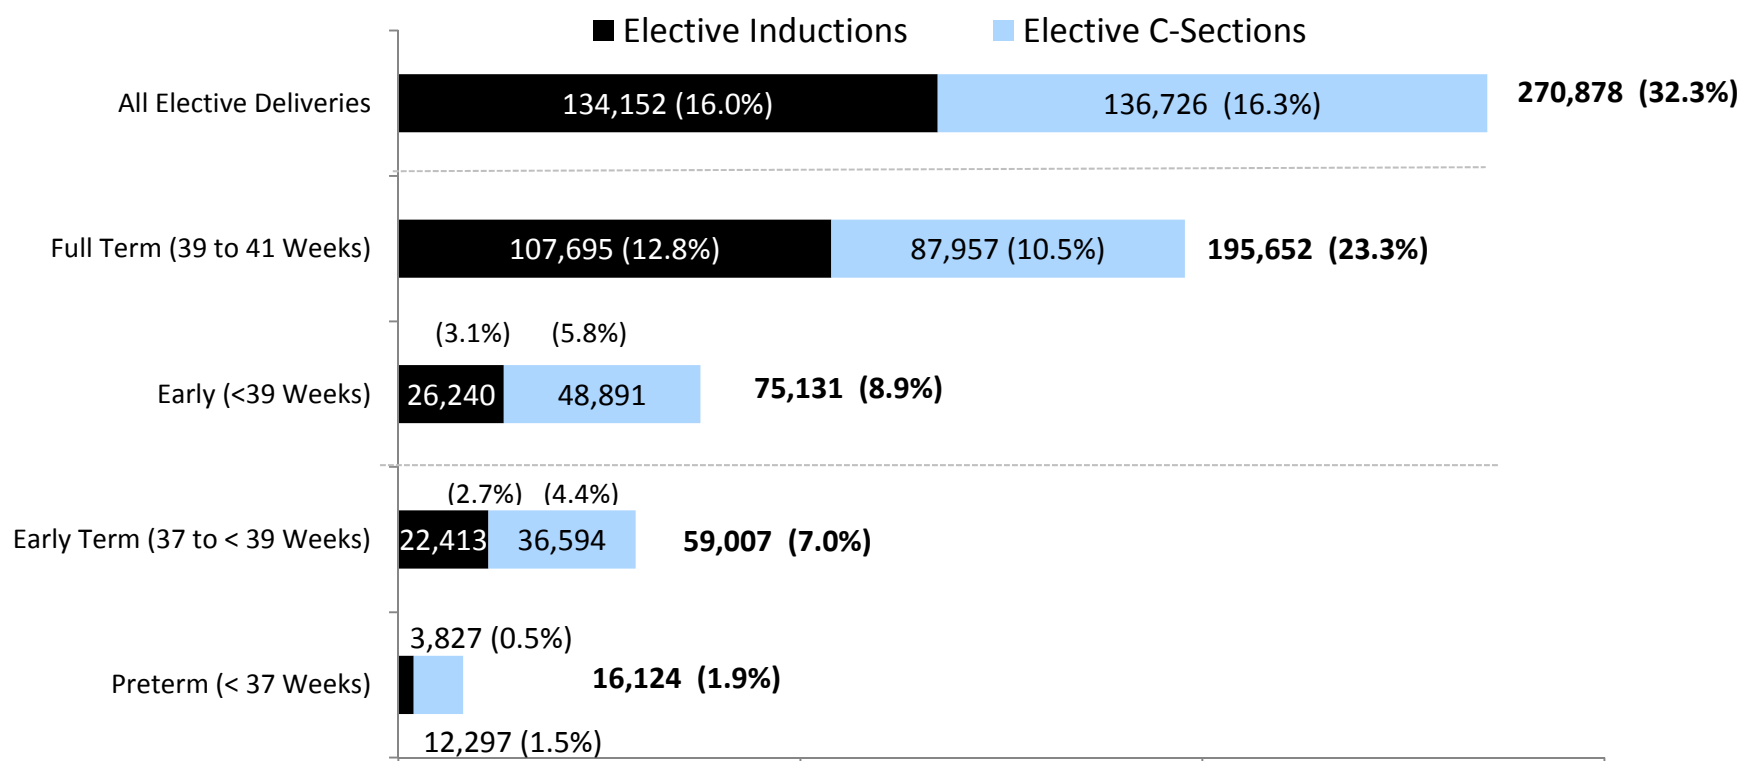 Elective Inductions Elective C-Sections
All Elective Deliveries 134,152 (16.0%) 136,726 (16.3%) 270,878 (32.3%)
Full Term (39 to 41 Weeks) 107,695 (12.8%) 87,957 (10.5%) 195,652 (23.3%)
(3.1%) (5.8%)
Early (<39 Weeks) 26,240 48,891 75,131 (8.9%)
(2.7%) (4.4%)
Early Term (37 to < 39 Weeks) 22,413 36,594 59,007 (7.0%)
3,827 (0.5%)
Preterm (< 37 Weeks) 16,124 (1.9%)
12,297 (1.5%)